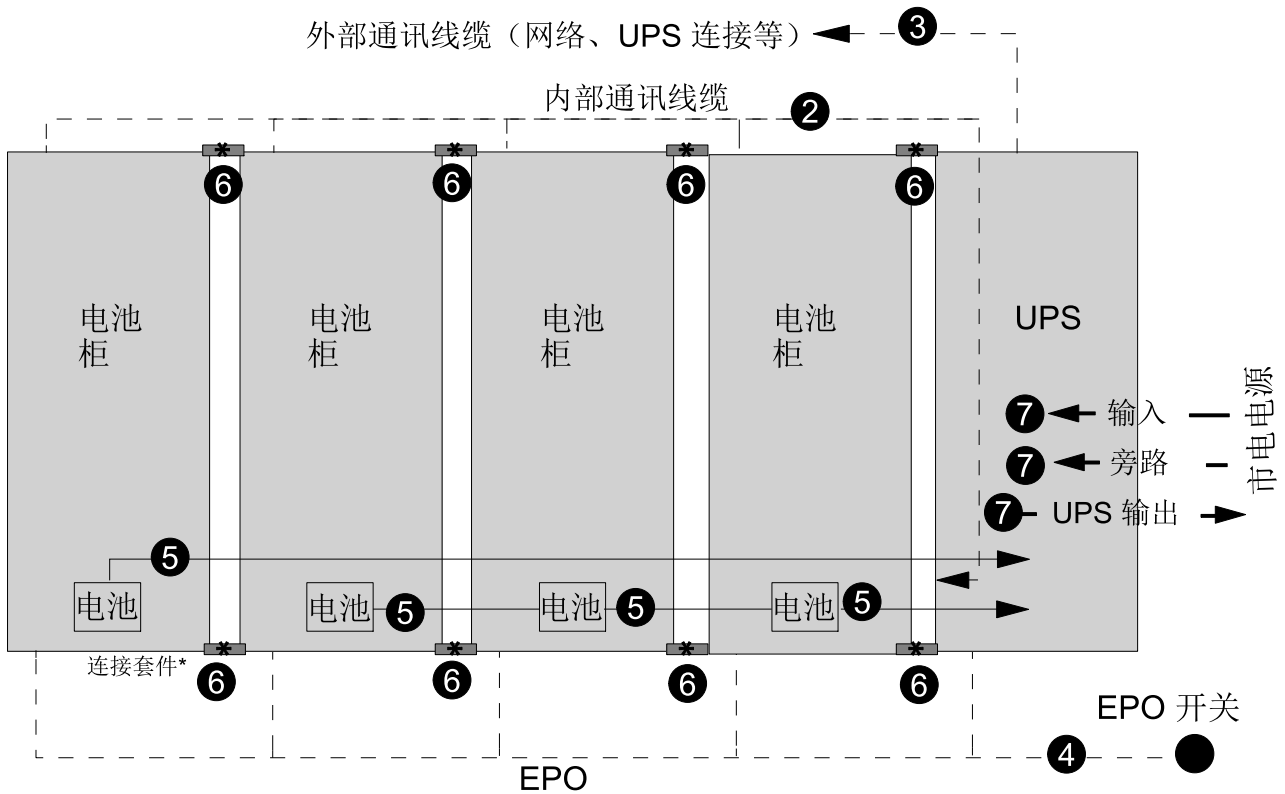 外部通讯线缆（网络、UPS 连接等）
3
内部通讯线缆
2
* * * *
6 6 6 6
电池
柜
电池
柜
电池
柜
电池
柜
UPS
7 输入
7 旁路
7 UPS 输出
市电电源
5
电池 电池 5 电池 5 电池 5
* * * *
连接套件*
6 6 6 6
EPO 开关
4
EPO